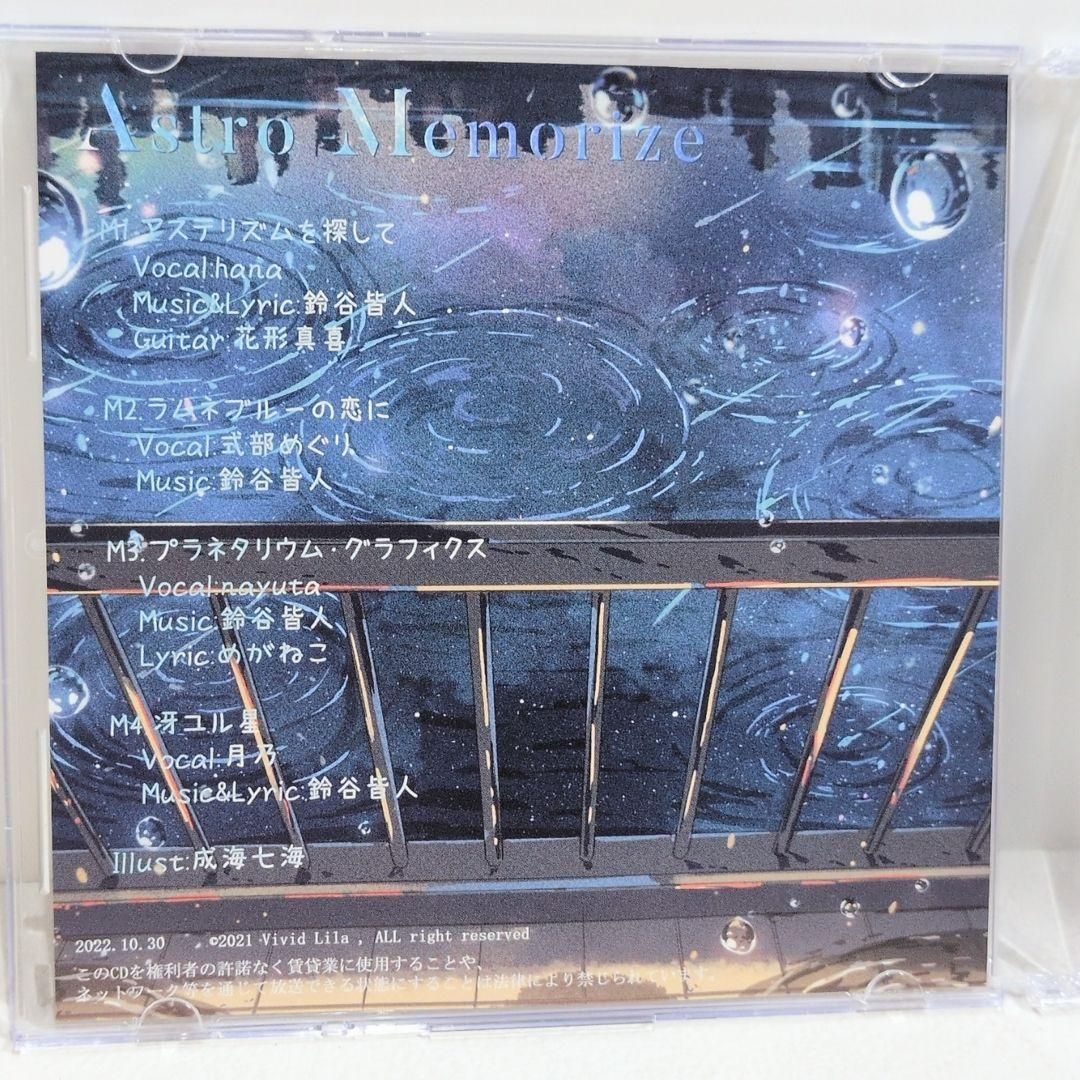 Astro Memorize
M1.アステリズムを探して
Vocal:hana
Music&Lyric:鈴谷皆人
Guitar:花形真喜
M2.ラムネブルーの恋に
Vocal:式部めぐり
Music:鈴谷皆人
M3.プラネタリウム・グラフィクス
Vocal:nayuta
Music:鈴谷皆人
Lyric:めがねこ
M4.冴ユル星
Vocal:月乃
Music&Lyric:鈴谷皆人
Illust:成海七海
2022.10.30 ©2021 Vivid Lila , ALL right reserved
このCDを権利者の許諾なく賃貸業に使用することや、
ネットワーク等を通じて放送できる状態にすることは法律により禁じられています。